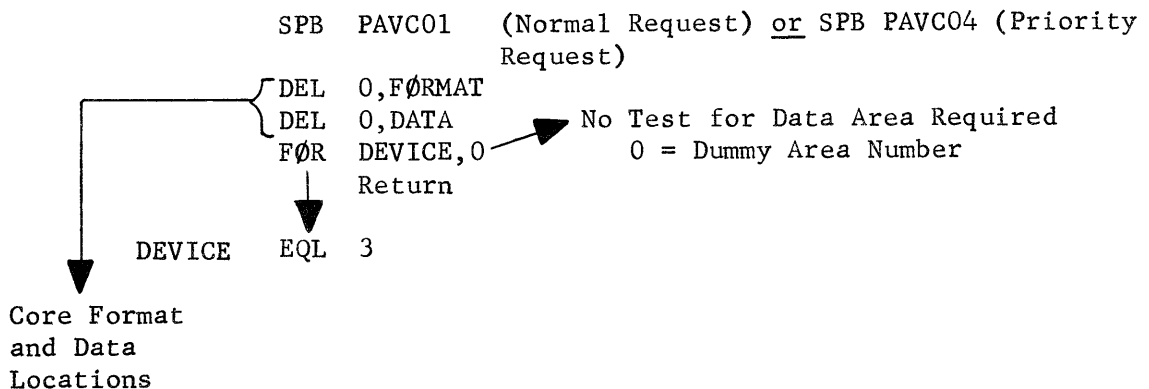 SPB PAVC01 (Normal Request) or SPB PAVC04 (Priority
Request)
DEL 0,FØRMAT
DEL 0,DATA No Test for Data Area Required
FØR DEVICE,0 0 = Dummy Area Number
Return
DEVICE EQL 3
Core Format
and Data
Locations